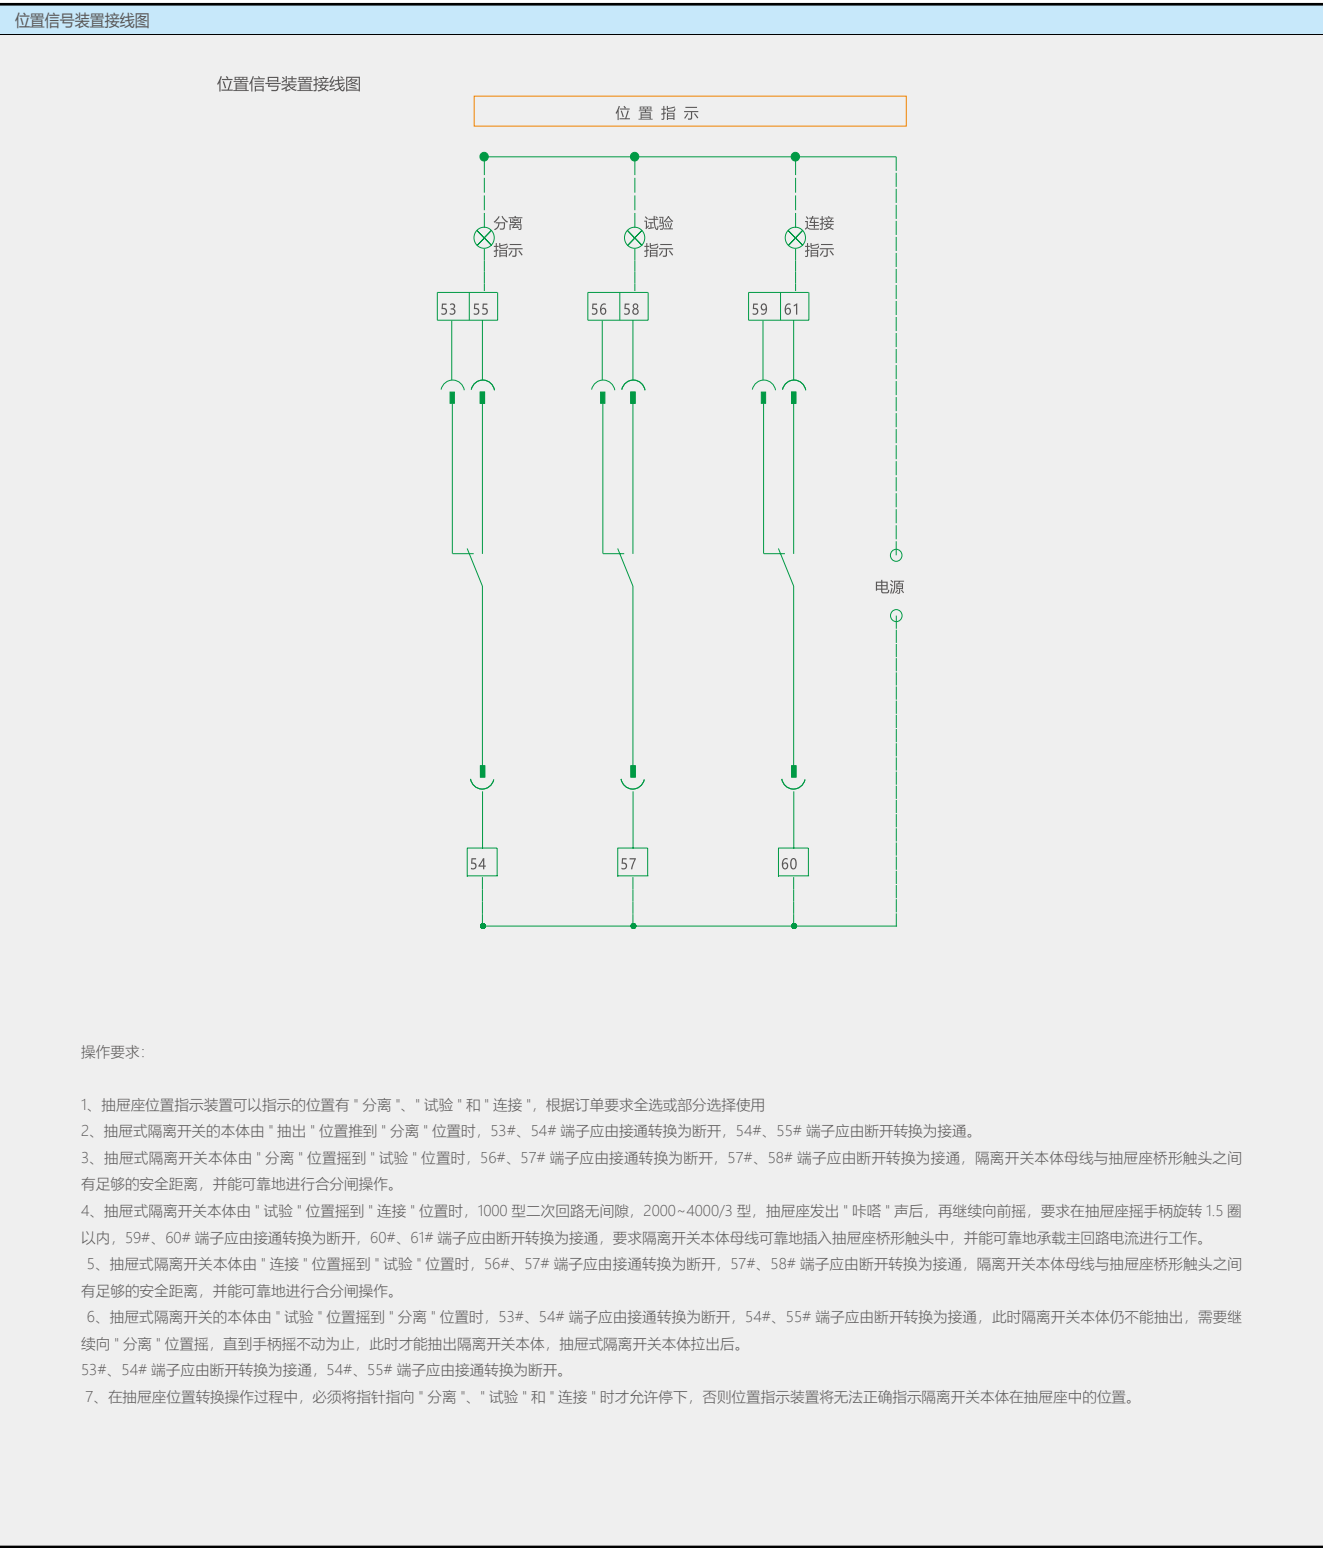 位置信号装置接线图
位置信号装置接线图
位 置 指 示
分离
指示
试验
指示
连接
指示
53 55
56 58
59 61
电源
54
57
60
操作要求：
1、抽屉座位置指示装置可以指示的位置有 " 分离 "、" 试验 " 和 " 连接 "，根据订单要求全选或部分选择使用
2、抽屉式隔离开关的本体由 " 抽出 " 位置推到 " 分离 " 位置时，53#、54# 端子应由接通转换为断开，54#、55# 端子应由断开转换为接通。
3、抽屉式隔离开关本体由 " 分离 " 位置摇到 " 试验 " 位置时，56#、57# 端子应由接通转换为断开，57#、58# 端子应由断开转换为接通，隔离开关本体母线与抽屉座桥形触头之间
有足够的安全距离，并能可靠地进行合分闸操作。
4、抽屉式隔离开关本体由 " 试验 " 位置摇到 " 连接 " 位置时，1000 型二次回路无间隙，2000~4000/3 型，抽屉座发出 " 咔嗒 " 声后，再继续向前摇，要求在抽屉座摇手柄旋转 1.5 圈
以内，59#、60# 端子应由接通转换为断开，60#、61# 端子应由断开转换为接通，要求隔离开关本体母线可靠地插入抽屉座桥形触头中，并能可靠地承载主回路电流进行工作。
5、抽屉式隔离开关本体由 " 连接 " 位置摇到 " 试验 " 位置时，56#、57# 端子应由接通转换为断开，57#、58# 端子应由断开转换为接通，隔离开关本体母线与抽屉座桥形触头之间
有足够的安全距离，并能可靠地进行合分闸操作。
6、抽屉式隔离开关的本体由 " 试验 " 位置摇到 " 分离 " 位置时，53#、54# 端子应由接通转换为断开，54#、55# 端子应由断开转换为接通，此时隔离开关本体仍不能抽出，需要继
续向 " 分离 " 位置摇，直到手柄摇不动为止，此时才能抽出隔离开关本体，抽屉式隔离开关本体拉出后。
53#、54# 端子应由断开转换为接通，54#、55# 端子应由接通转换为断开。
7、在抽屉座位置转换操作过程中，必须将指针指向 " 分离 "、" 试验 " 和 " 连接 " 时才允许停下，否则位置指示装置将无法正确指示隔离开关本体在抽屉座中的位置。